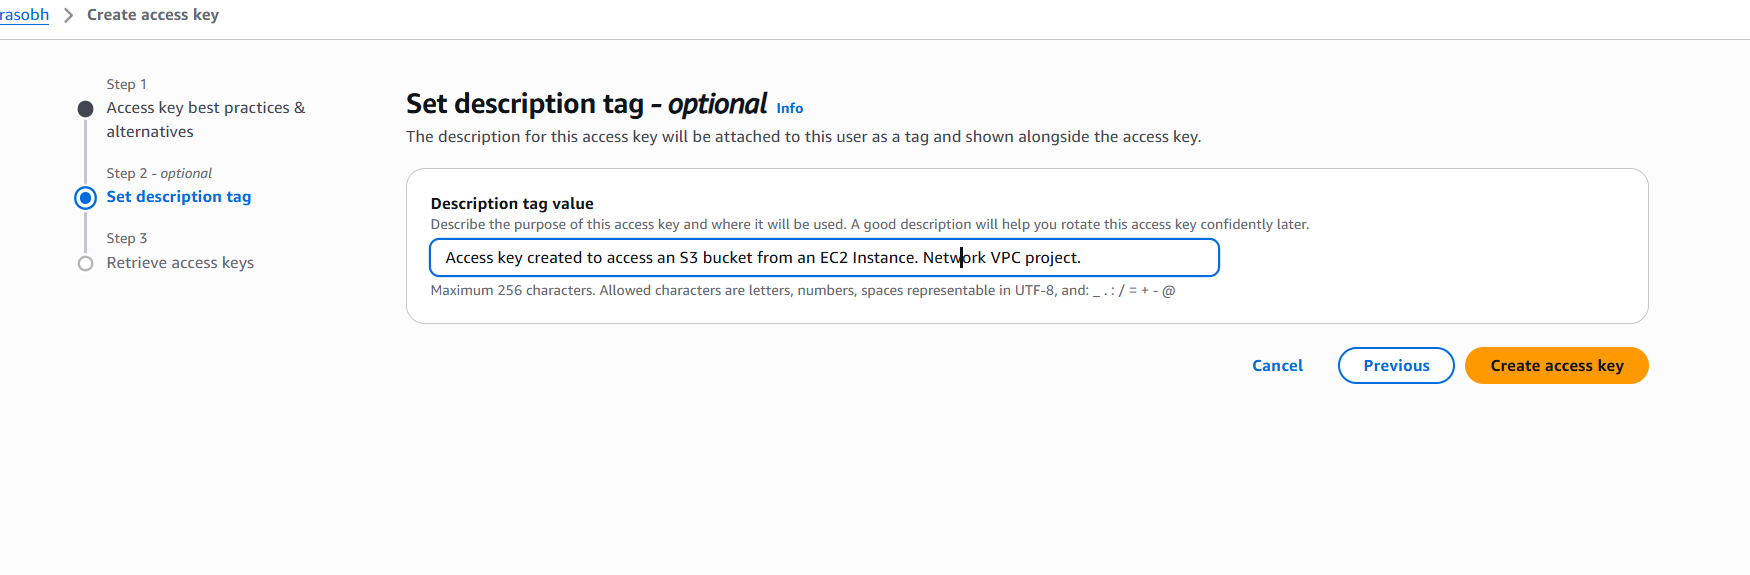 rasobh > Create access key
Step 1
Access key best practices &
alternatives
Step 2 - optional
Set description tag
Step 3
Retrieve access keys
Set description tag - optional Info
The description for this access key will be attached to this user as a tag and shown alongside the access key.
Description tag value
Describe the purpose of this access key and where it will be used. A good description will help you rotate this access key confidently later.
Access key created to access an S3 bucket from an EC2 Instance. Network VPC project.
Maximum 256 characters. Allowed characters are letters, numbers, spaces representable in UTF-8, and: _ . : / = + - @
Cancel Previous Create access key